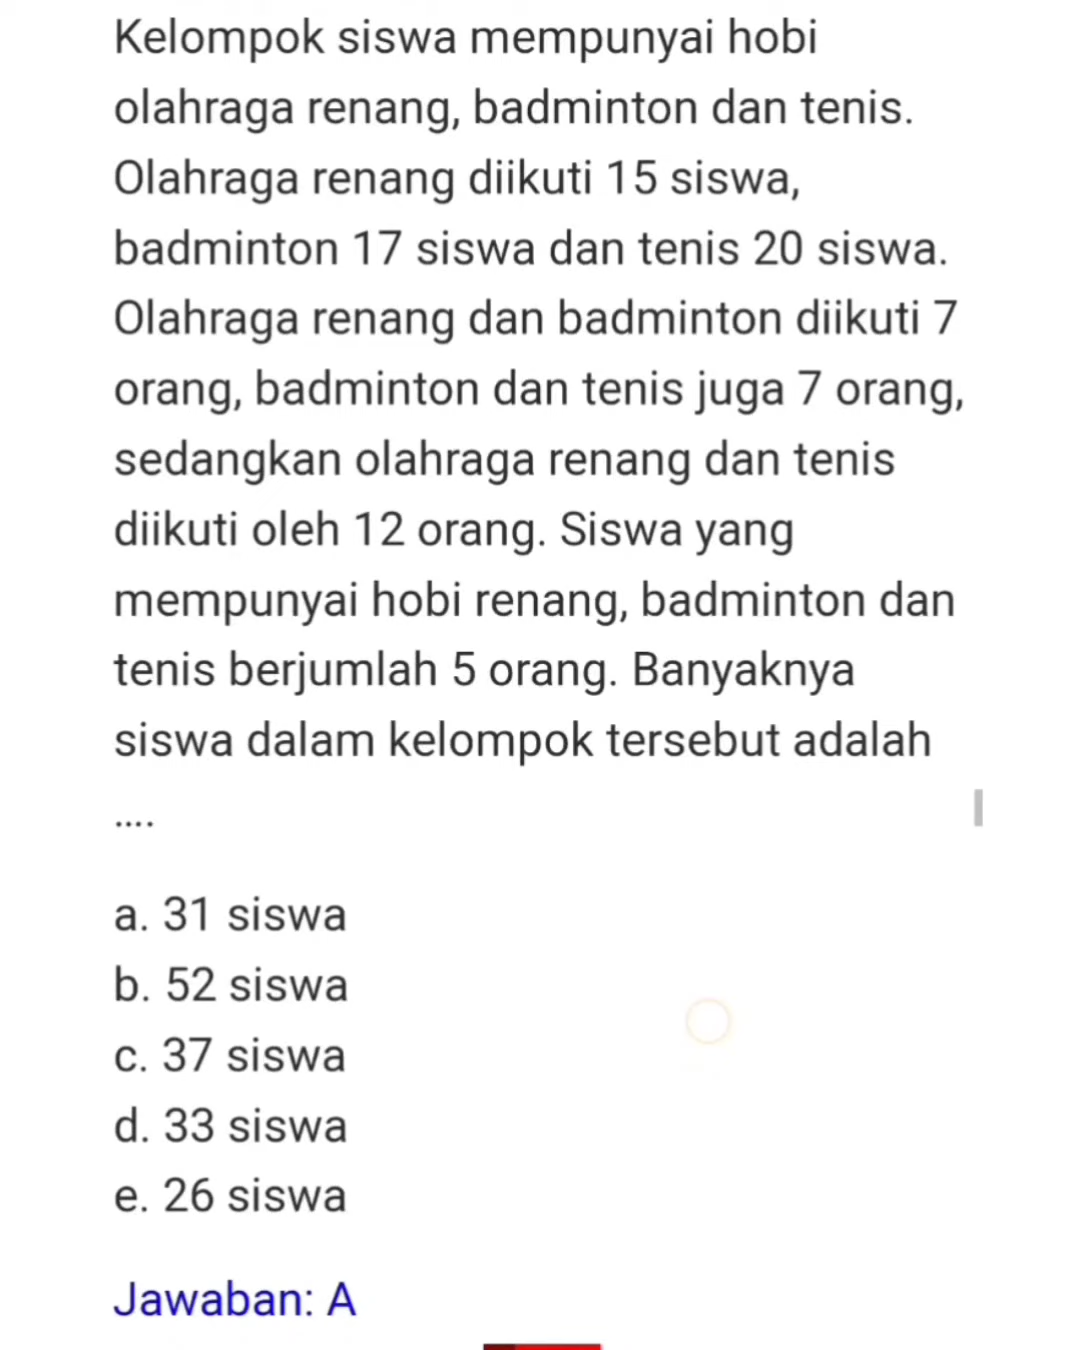 Kelompok siswa mempunyai hobi
olahraga renang, badminton dan tenis.
Olahraga renang diikuti 15 siswa,
badminton 17 siswa dan tenis 20 siswa.
Olahraga renang dan badminton diikuti 7
orang, badminton dan tenis juga 7 orang,
sedangkan olahraga renang dan tenis
diikuti oleh 12 orang. Siswa yang
mempunyai hobi renang, badminton dan
tenis berjumlah 5 orang. Banyaknya
siswa dalam kelompok tersebut adalah
....
a. 31 siswa
b. 52 siswa
c. 37 siswa
d. 33 siswa
e. 26 siswa
Jawaban: A